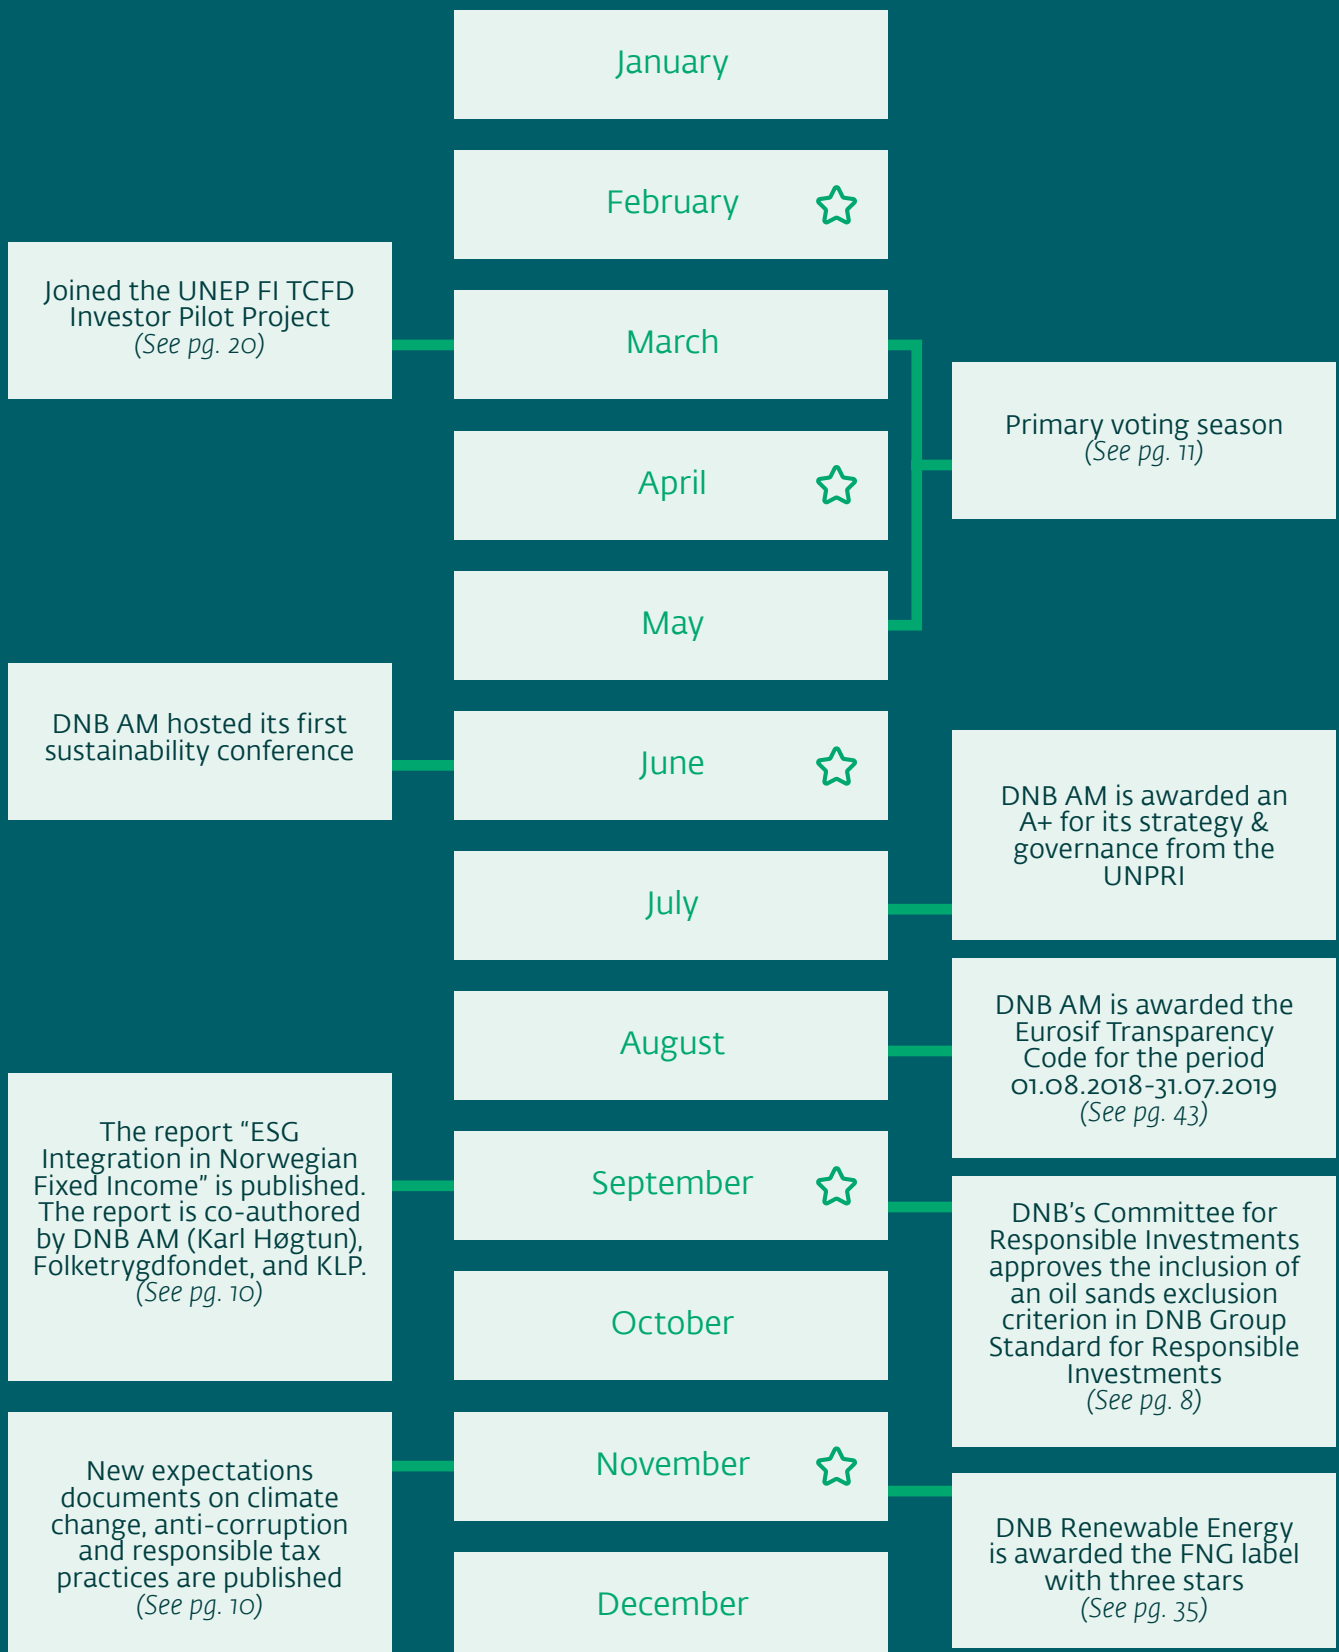 January
February
Joined the UNEP FI TCFD
Investor Pilot Project
(See pg. 20)
March
Primary voting season
(See pg. 11)
April
May
DNB AM hosted its first
sustainability conference
June
DNB AM is awarded an
A+ for its strategy &
governance from the
UNPRI
July
August
DNB AM is awarded the
Eurosif Transparency
Code for the period
01.08.2018-31.07.2019
(See pg. 43)
The report “ESG
Integration in Norwegian
Fixed Income” is published.
The report is co-authored
by DNB AM (Karl Høgtun),
Folketrygdfondet, and KLP.
(See pg. 10)
September
DNB’s Committee for
Responsible Investments
approves the inclusion of
an oil sands exclusion
criterion in DNB Group
Standard for Responsible
Investments
(See pg. 8)
October
New expectations
documents on climate
change, anti-corruption
and responsible tax
practices are published
(See pg. 10)
November
DNB Renewable Energy
is awarded the FNG label
with three stars
(See pg. 35)
December